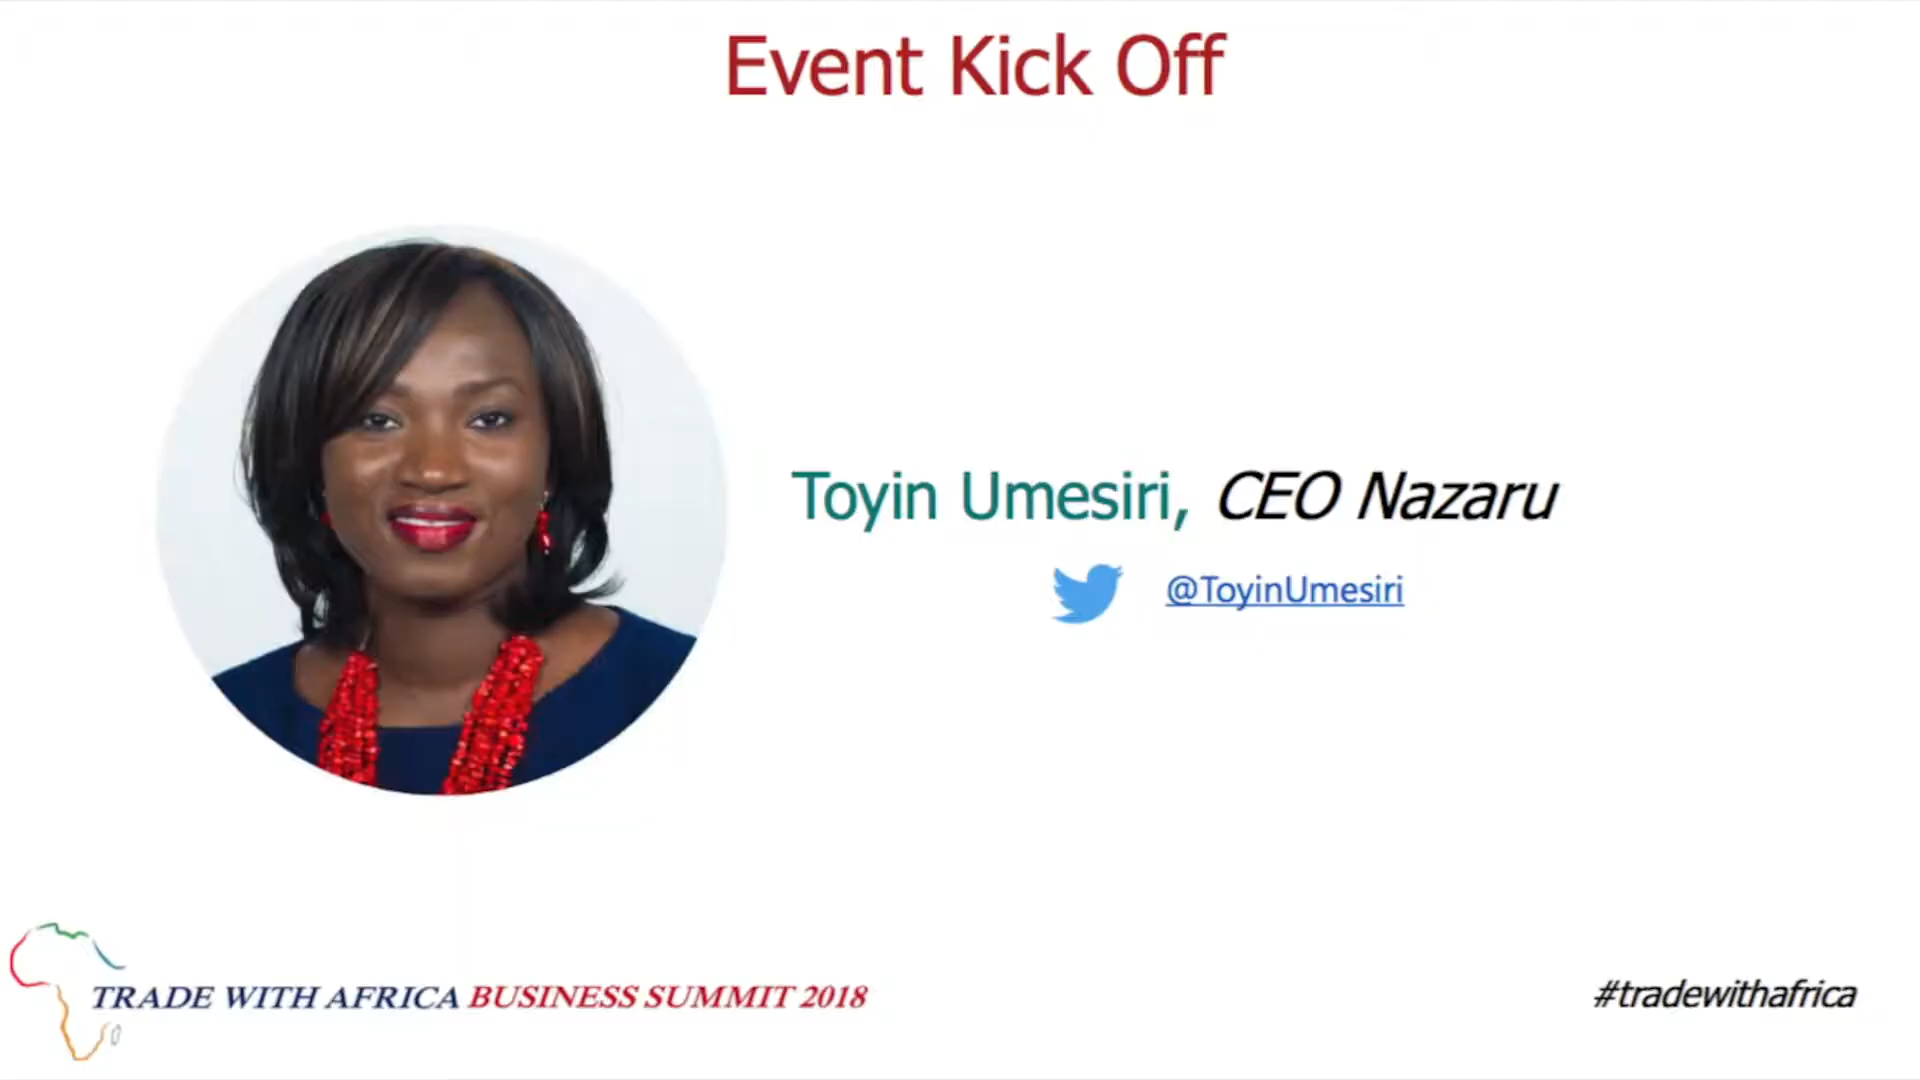 Event Kick Off
Toyin Umesiri, CEO Nazaru
@ToyinUmesiri
TRADE WITH AFRICA BUSINESS SUMMIT 2018
#tradewithafrica